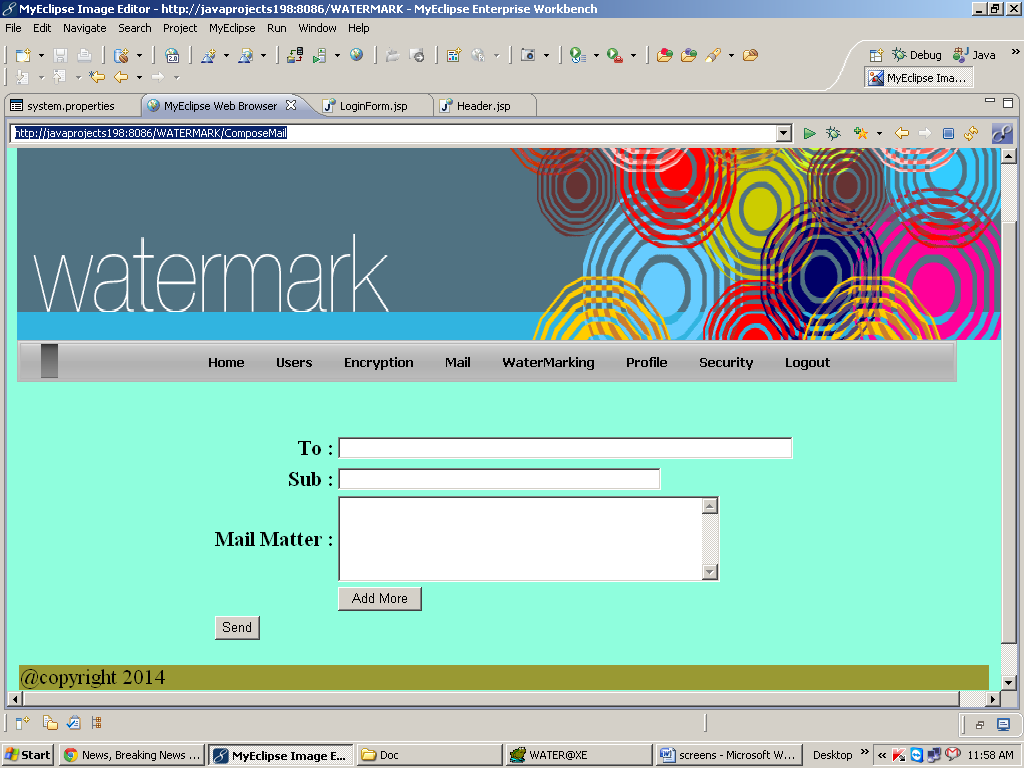 MyEclipse Image Editor - http://javaprojects198:8086/WATERMARK - MyEclipse Enterprise Workbench
File Edit Navigate Search Project MyEclipse Run Window Help
2.0
Debug Java
MyEclipse Ima...
system.properties MyEclipse Web Browser LoginForm.jsp Header.jsp
http://javaprojects198:8086/WATERMARK/ComposeMail
watermark
Home Users Encryption Mail WaterMarking Profile Security Logout
To :
Sub :
Mail Matter :
Add More
Send
@copyright 2014
Start News, Breaking News ... MyEclipse Image E... Doc WATER@XE screens - Microsoft W... Desktop 11:58 AM